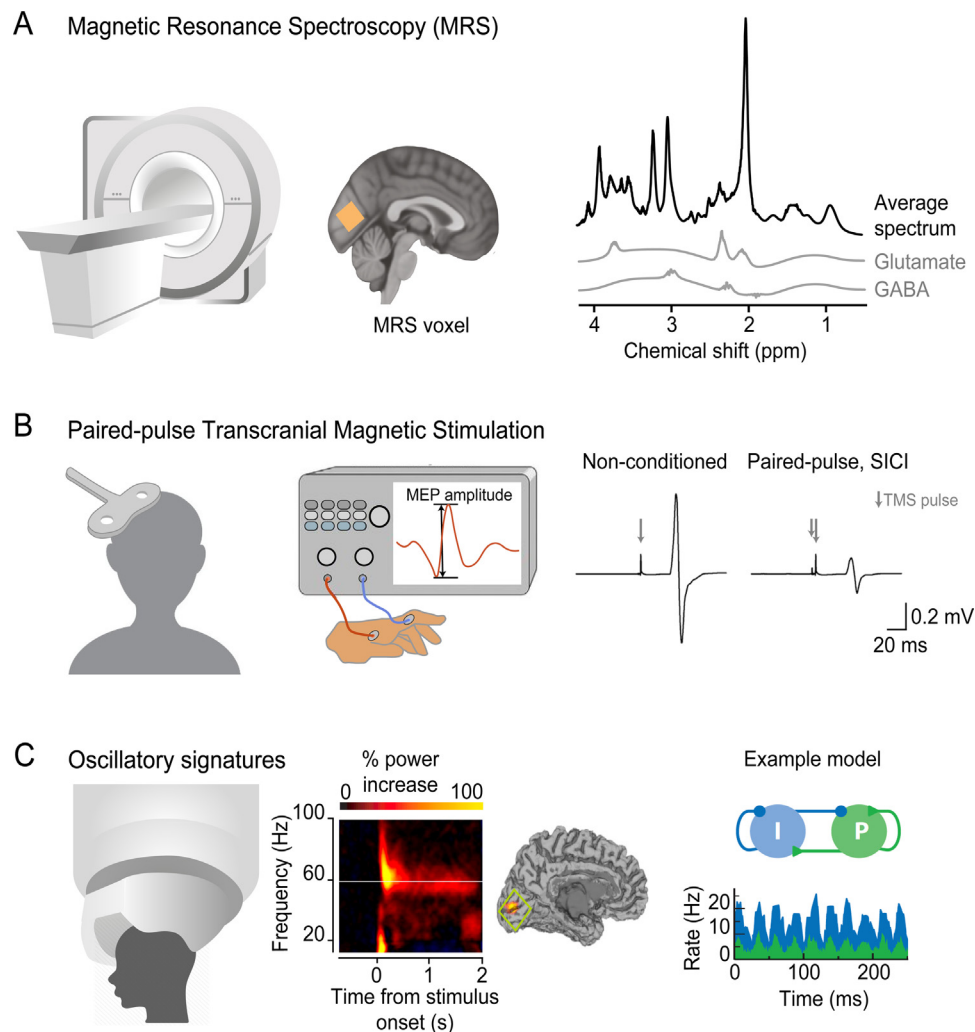 A Magnetic Resonance Spectroscopy (MRS)
MRS voxel
Average
spectrum
Glutamate
GABA
4 3 2 1
Chemical shift (ppm)
B Paired-pulse Transcranial Magnetic Stimulation
MEP amplitude
Non-conditioned
Paired-pulse, SICI
TMS pulse
0.2 mV
20 ms
C Oscillatory signatures
% power
increase
0 100
Frequency (Hz)
100
60
20
0 1 2
Time from stimulus
onset (s)
Example model
I P
Rate (Hz)
20
10
0
0 100 200
Time (ms)